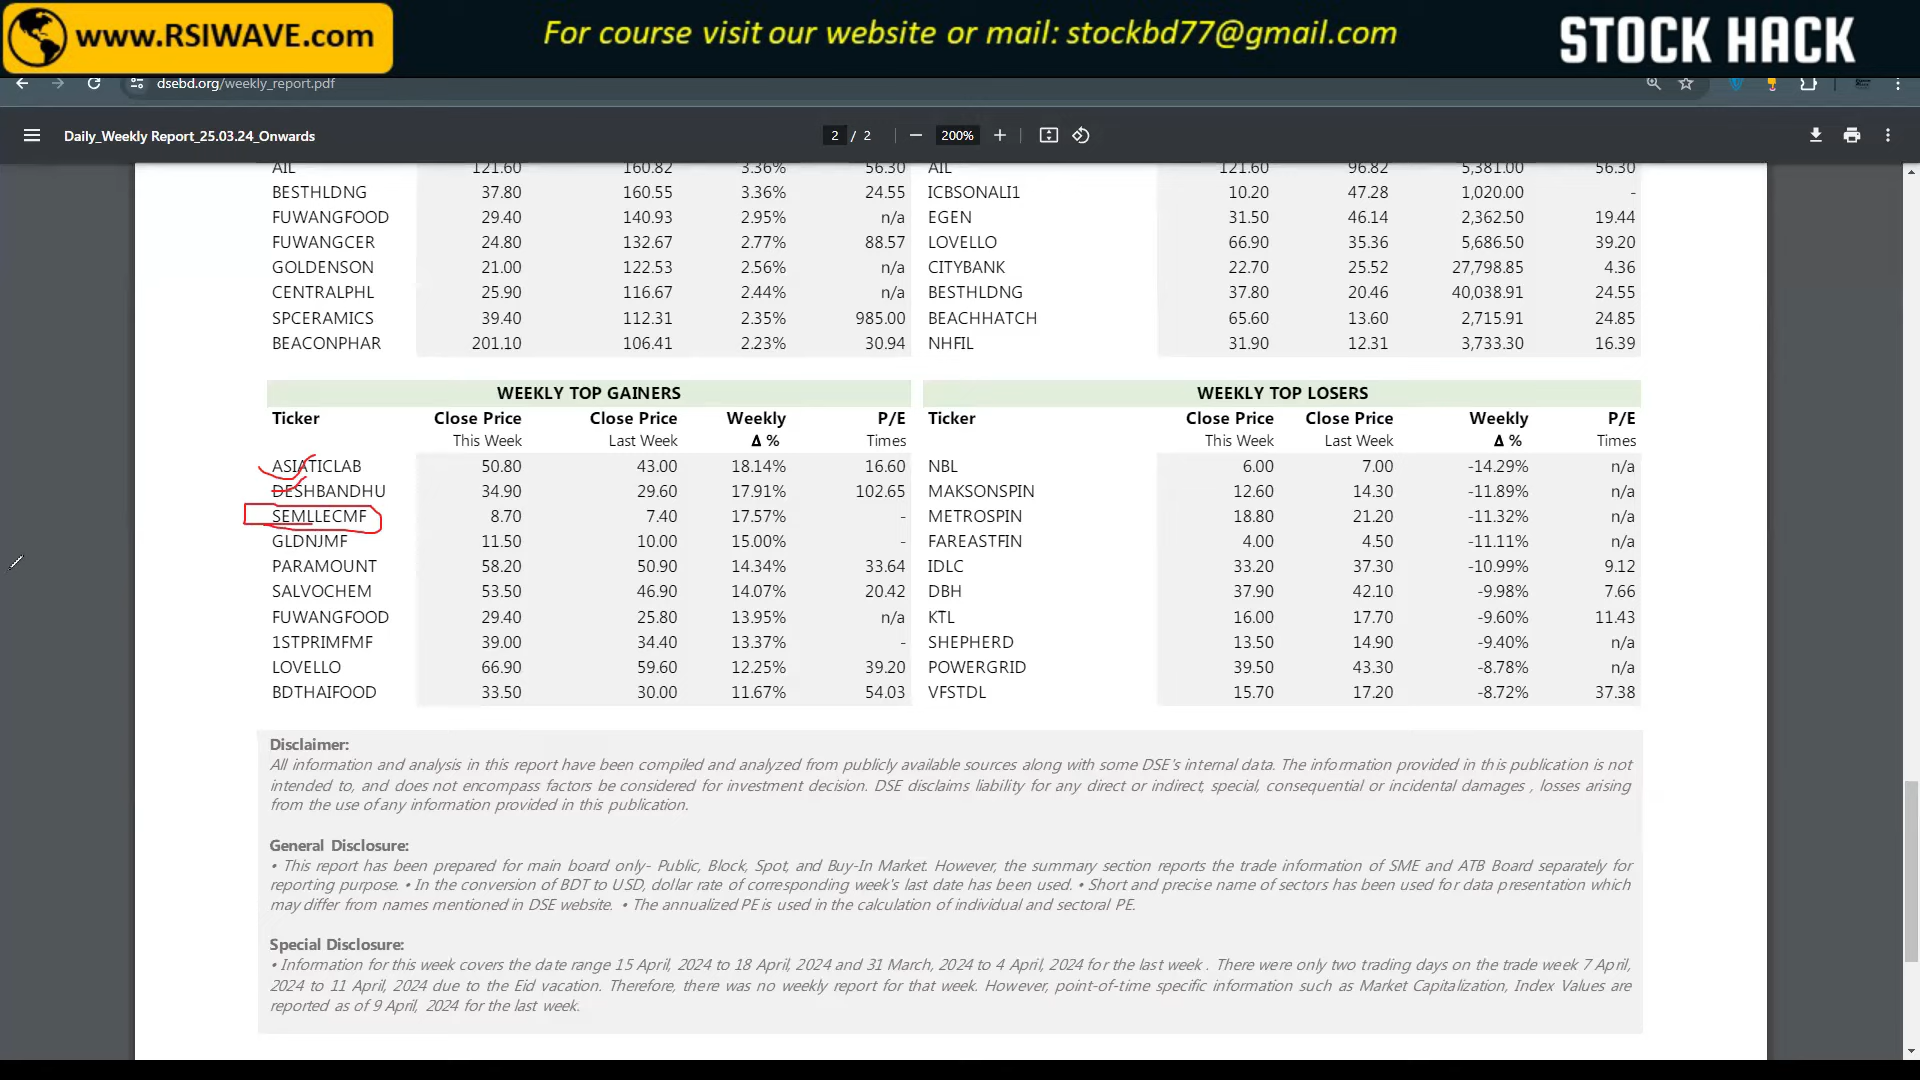 www.RSIWAVE.com
For course visit our website or mail: stockbd77@gmail.com
STOCK HACK
dsebd.org/weekly_report.pdf
Daily_Weekly Report_25.03.24_Onwards
2 / 2
200%
AIL 121.60 160.82 3.36% 56.30 AIL 121.60 96.82 5,381.00 56.30
BESTHLDNG 37.80 160.55 3.36% 24.55 ICBSONALI1 10.20 47.28 1,020.00 -
FUWANGFOOD 29.40 140.93 2.95% n/a EGEN 31.50 46.14 2,362.50 19.44
FUWANGCER 24.80 132.67 2.77% 88.57 LOVELLO 66.90 35.36 5,686.50 39.20
GOLDENSON 21.00 122.53 2.56% n/a CITYBANK 22.70 25.52 27,798.85 4.36
CENTRALPHL 25.90 116.67 2.44% n/a BESTHLDNG 37.80 20.46 40,038.91 24.55
SPCERAMICS 39.40 112.31 2.35% 985.00 BEACHHATCH 65.60 13.60 2,715.91 24.85
BEACONPHAR 201.10 106.41 2.23% 30.94 NHFIL 31.90 12.31 3,733.30 16.39
WEEKLY TOP GAINERS WEEKLY TOP LOSERS
Ticker Close Price Close Price Weekly P/E Ticker Close Price Close Price Weekly P/E
This Week Last Week Δ % Times This Week Last Week Δ % Times
ASIATICLAB 50.80 43.00 18.14% 16.60 NBL 6.00 7.00 -14.29% n/a
DESHBANDHU 34.90 29.60 17.91% 102.65 MAKSONSPIN 12.60 14.30 -11.89% n/a
SEMLLECMF 8.70 7.40 17.57% - METROSPIN 18.80 21.20 -11.32% n/a
GLDNJMF 11.50 10.00 15.00% - FAREASTFIN 4.00 4.50 -11.11% n/a
PARAMOUNT 58.20 50.90 14.34% 33.64 IDLC 33.20 37.30 -10.99% 9.12
SALVOCHEM 53.50 46.90 14.07% 20.42 DBH 37.90 42.10 -9.98% 7.66
FUWANGFOOD 29.40 25.80 13.95% n/a KTL 16.00 17.70 -9.60% 11.43
1STPRIMFMF 39.00 34.40 13.37% - SHEPHERD 13.50 14.90 -9.40% n/a
LOVELLO 66.90 59.60 12.25% 39.20 POWERGRID 39.50 43.30 -8.78% n/a
BDTHAIFOOD 33.50 30.00 11.67% 54.03 VFSTDL 15.70 17.20 -8.72% 37.38
Disclaimer:
All information and analysis in this report have been compiled and analyzed from publicly available sources along with some DSE's internal data. The information provided in this publication is not
intended to, and does not encompass factors be considered for investment decision. DSE disclaims liability for any direct or indirect, special, consequential or incidental damages , losses arising
from the use of any information provided in this publication.
General Disclosure:
• This report has been prepared for main board only- Public, Block, Spot, and Buy-In Market. However, the summary section reports the trade information of SME and ATB Board separately for
reporting purpose. • In the conversion of BDT to USD, dollar rate of corresponding week's last date has been used. • Short and precise name of sectors has been used for data presentation which
may differ from names mentioned in DSE website. • The annualized PE is used in the calculation of individual and sectoral PE.
Special Disclosure:
• Information for this week covers the date range 15 April, 2024 to 18 April, 2024 and 31 March, 2024 to 4 April, 2024 for the last week . There were only two trading days on the trade week 7 April,
2024 to 11 April, 2024 due to the Eid vacation. Therefore, there was no weekly report for that week. However, point-of-time specific information such as Market Capitalization, Index Values are
reported as of 9 April, 2024 for the last week.